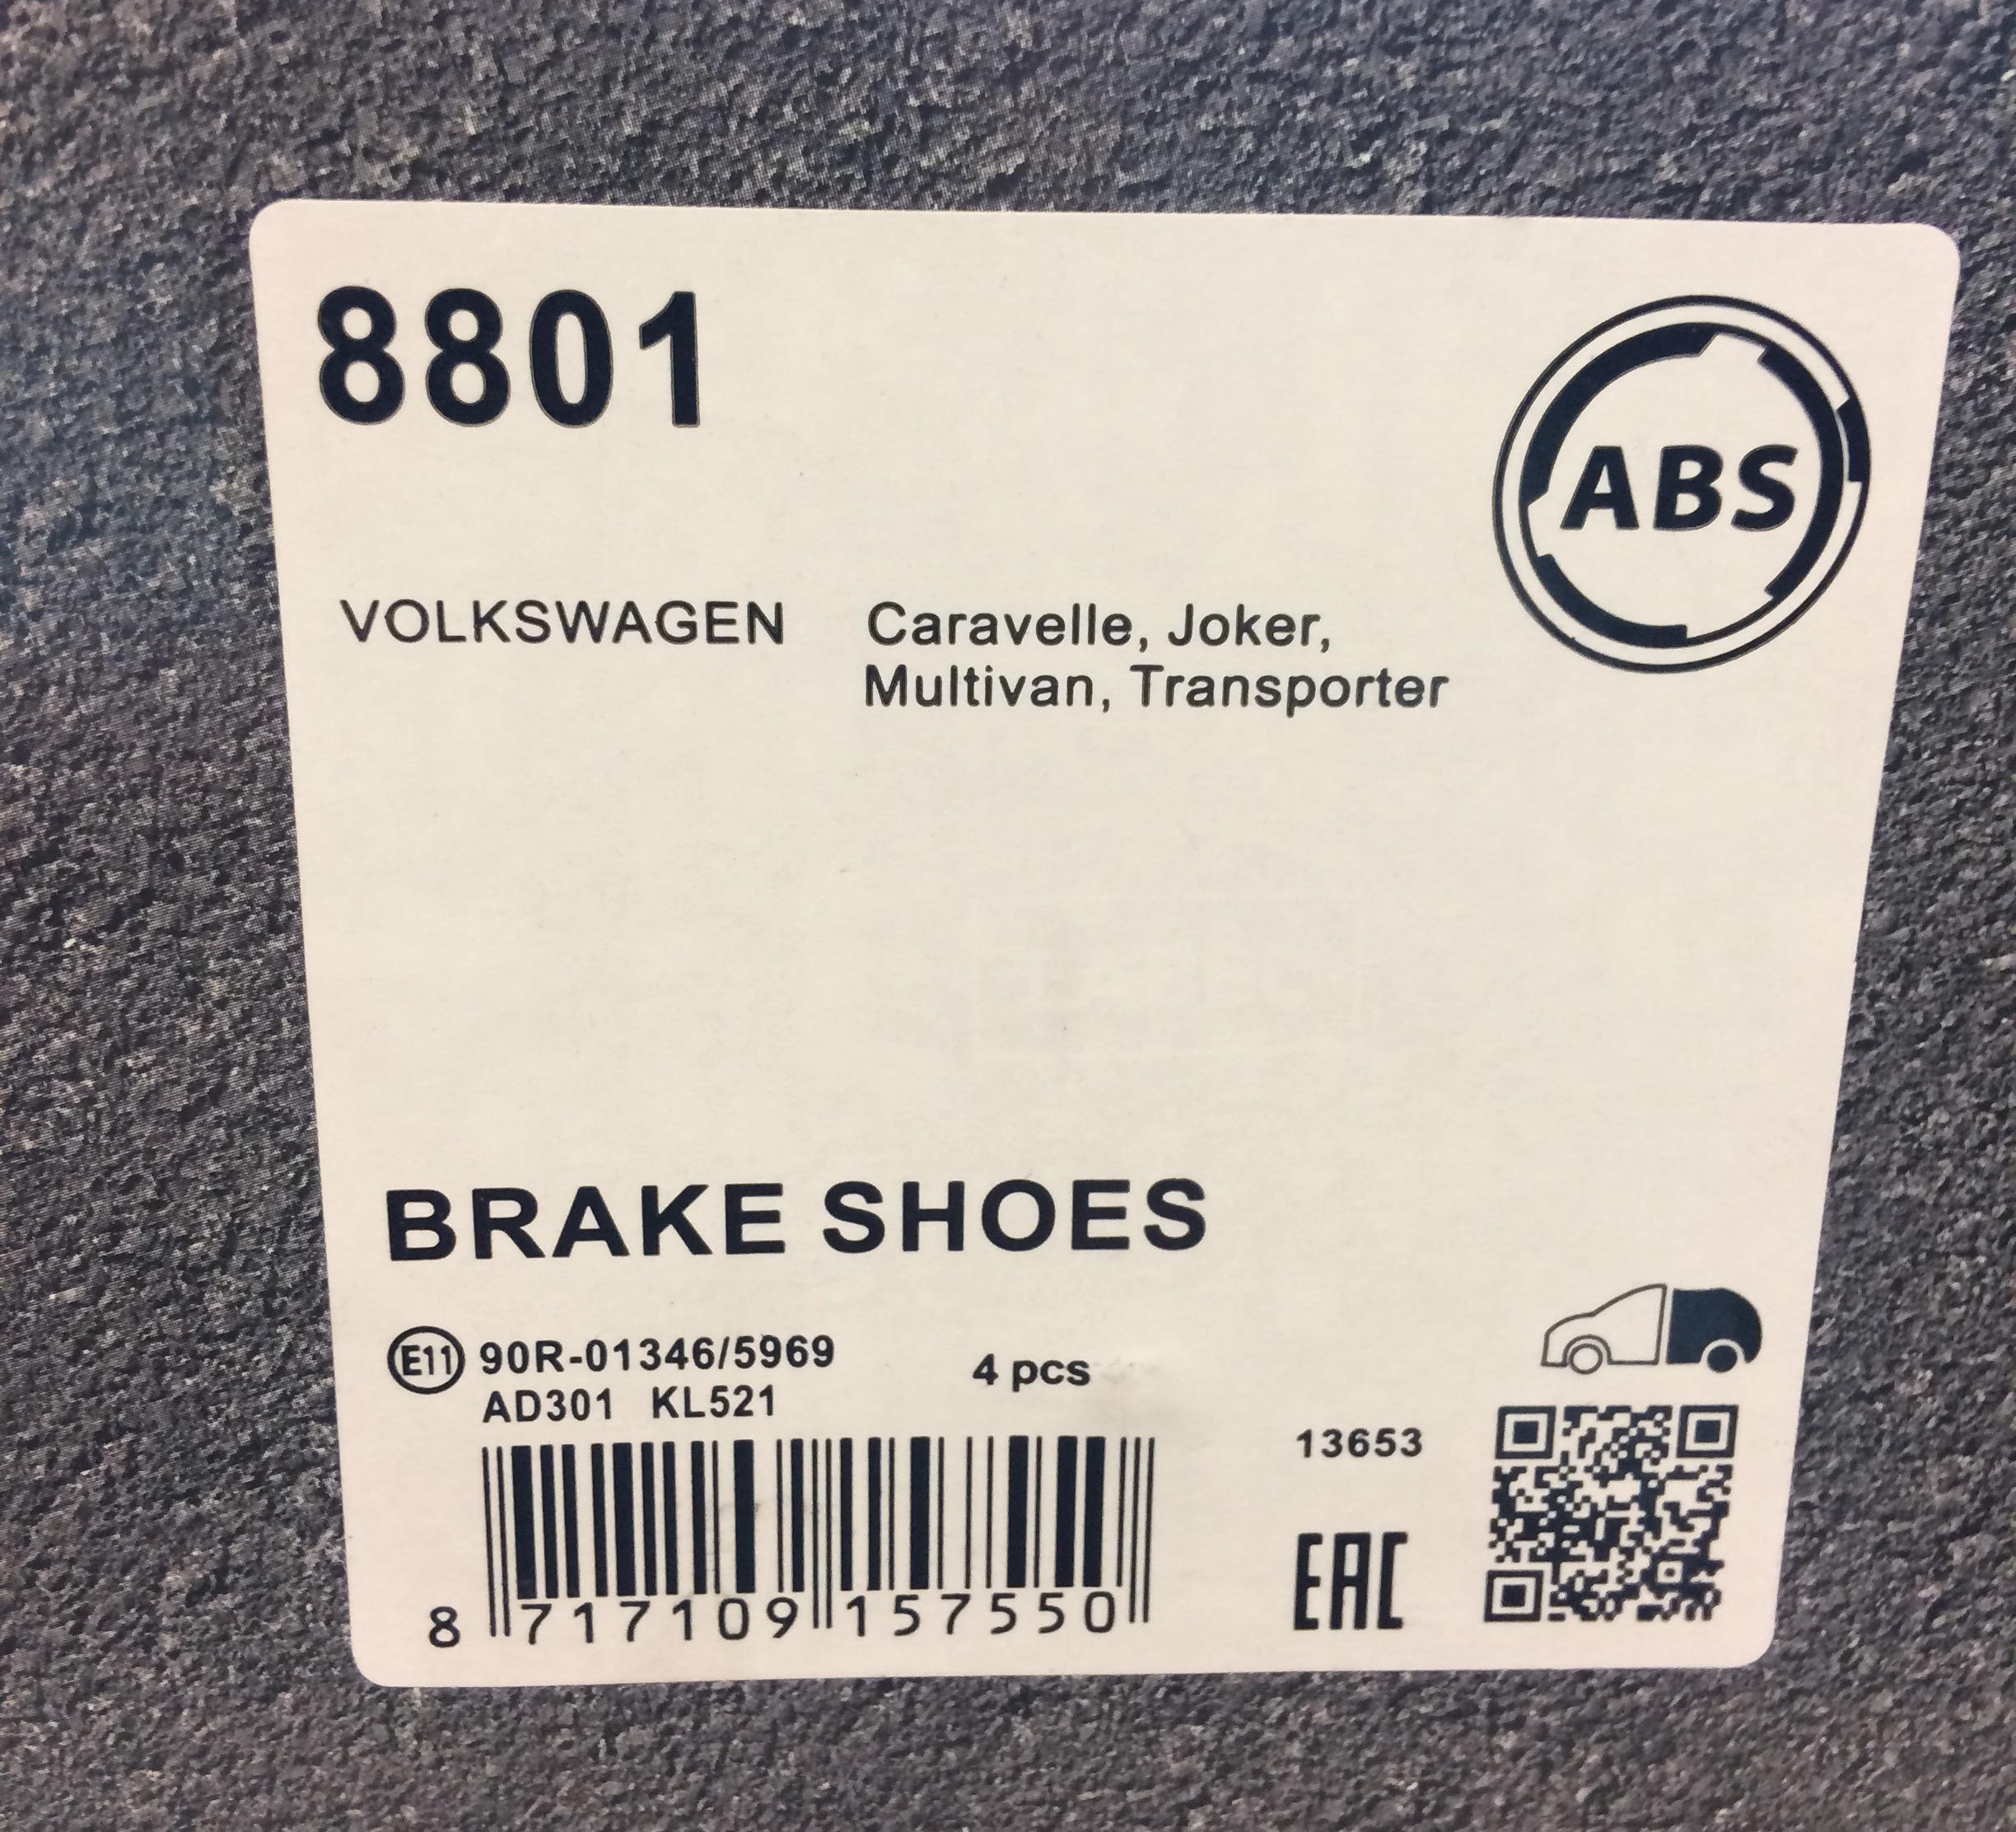 8801
ABS
VOLKSWAGEN Caravelle, Joker,
Multivan, Transporter
BRAKE SHOES
E11 90R-01346/5969 4 pcs
AD301 KL521
13653
EAC
8 717109 157550